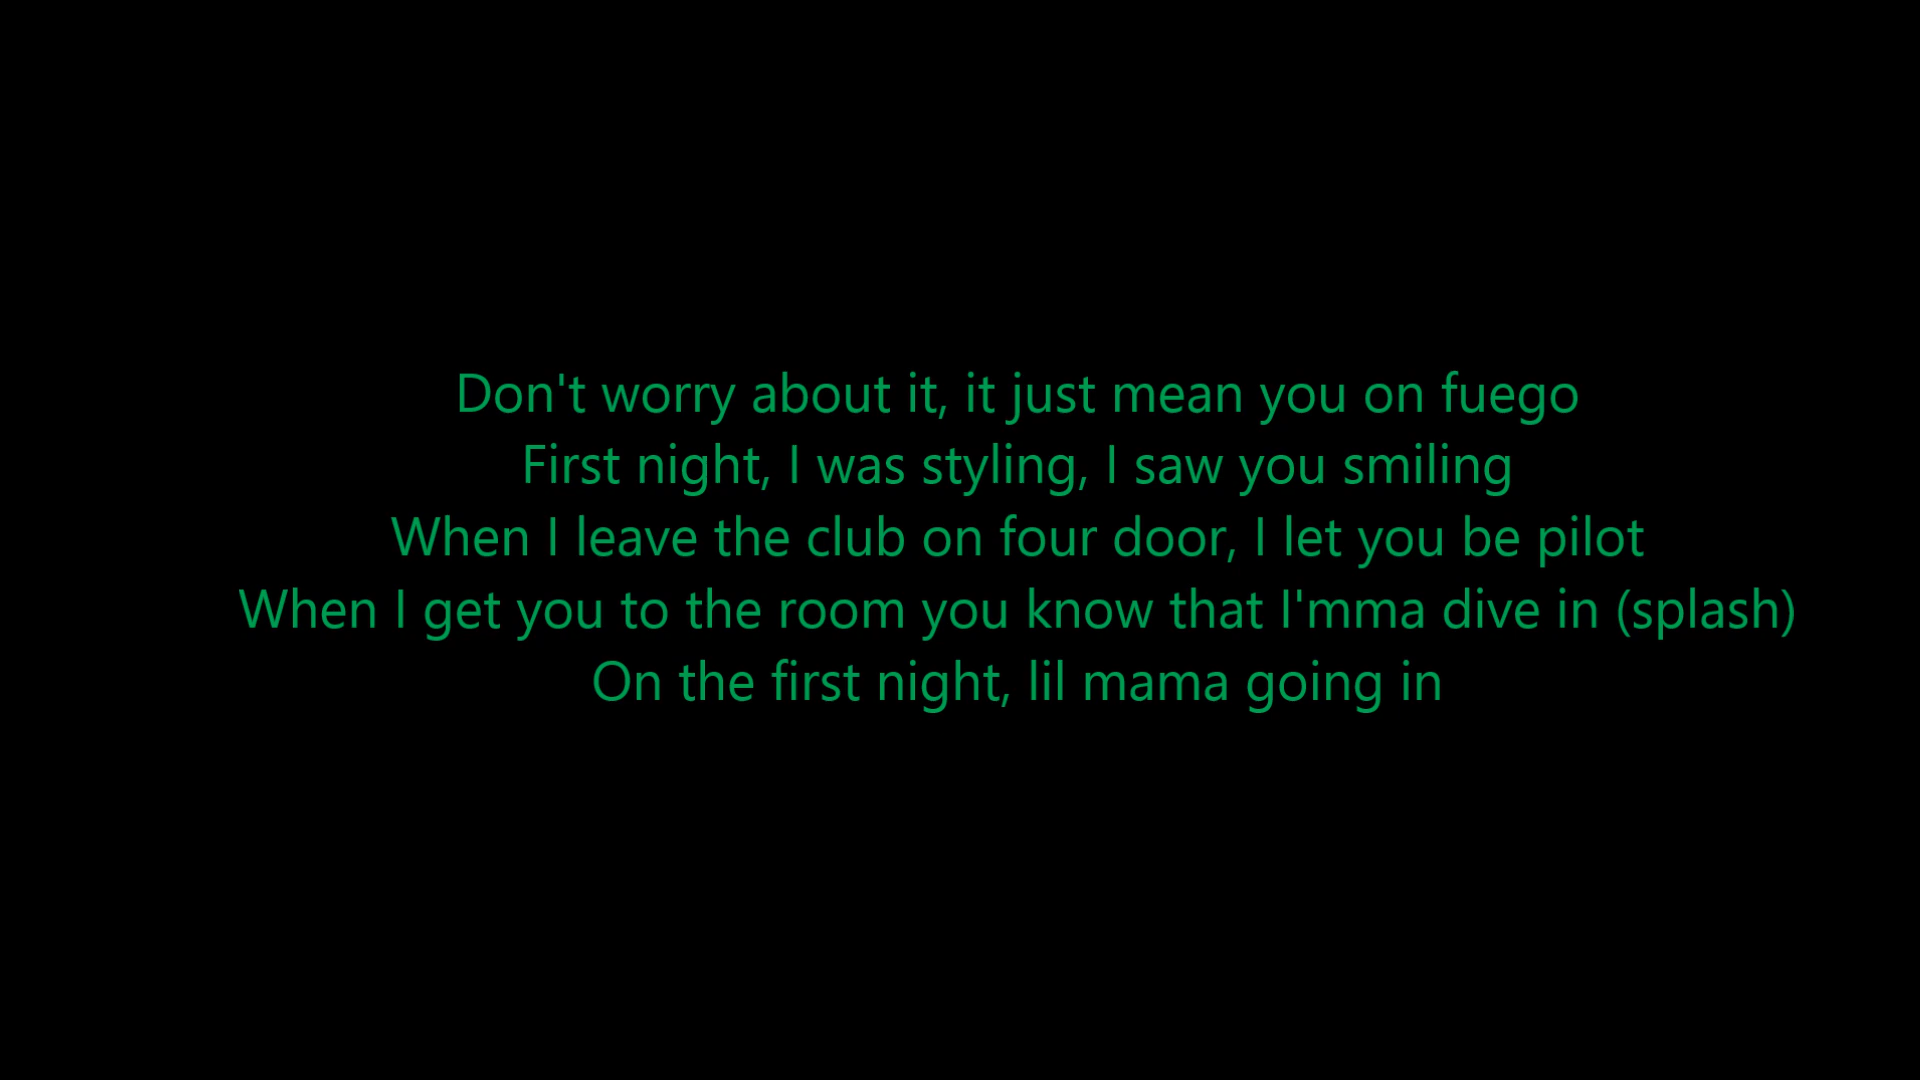 Don't worry about it, it just mean you on fuego
First night, I was styling, I saw you smiling
When I leave the club on four door, I let you be pilot
When I get you to the room you know that I'mma dive in (splash)
On the first night, lil mama going in